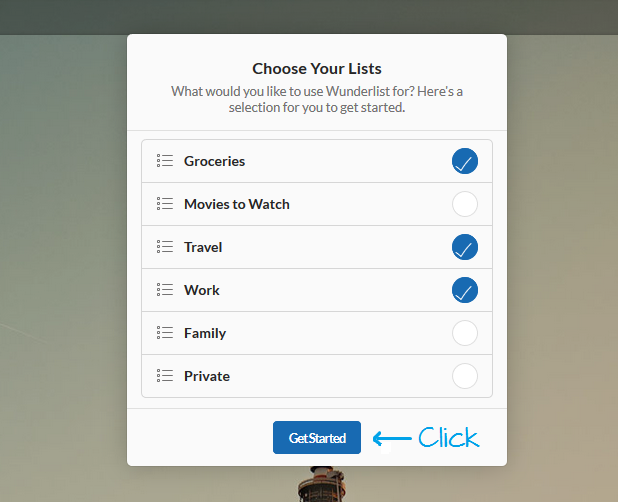 Choose Your Lists
What would you like to use Wunderlist for? Here's a
selection for you to get started.
Groceries
Movies to Watch
Travel
Work
Family
Private
Get Started
Click